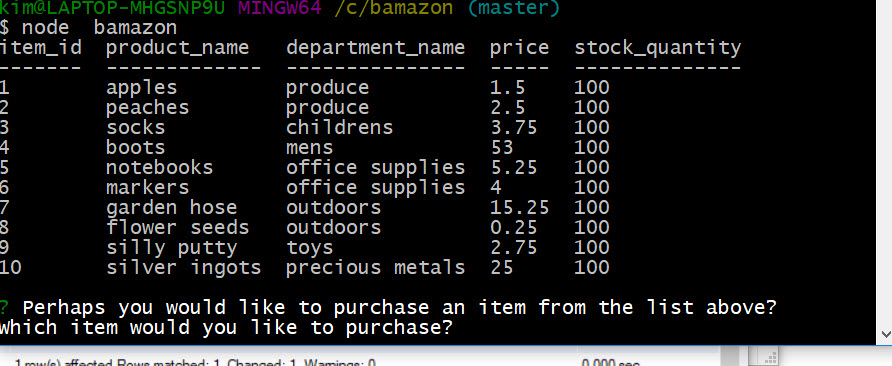 kim@LAPTOP-MHGSNP9U MINGW64 /c/bamazon (master)
$ node  bamazon
item_id  product_name   department_name  price  stock_quantity
-------  -------------  ---------------  -----  --------------
1        apples         produce          1.5    100
2        peaches        produce          2.5    100
3        socks          childrens        3.75   100
4        boots          mens             53     100
5        notebooks      office supplies  5.25   100
6        markers        office supplies  4      100
7        garden hose    outdoors         15.25  100
8        flower seeds   outdoors         0.25   100
9        silly putty    toys             2.75   100
10       silver ingots  precious metals  25     100
? Perhaps you would like to purchase an item from the list above?
which item would you like to purchase?
1 row(s) affected Rows matched: 1 Changed: 1 Warnings: 0 0.000 sec